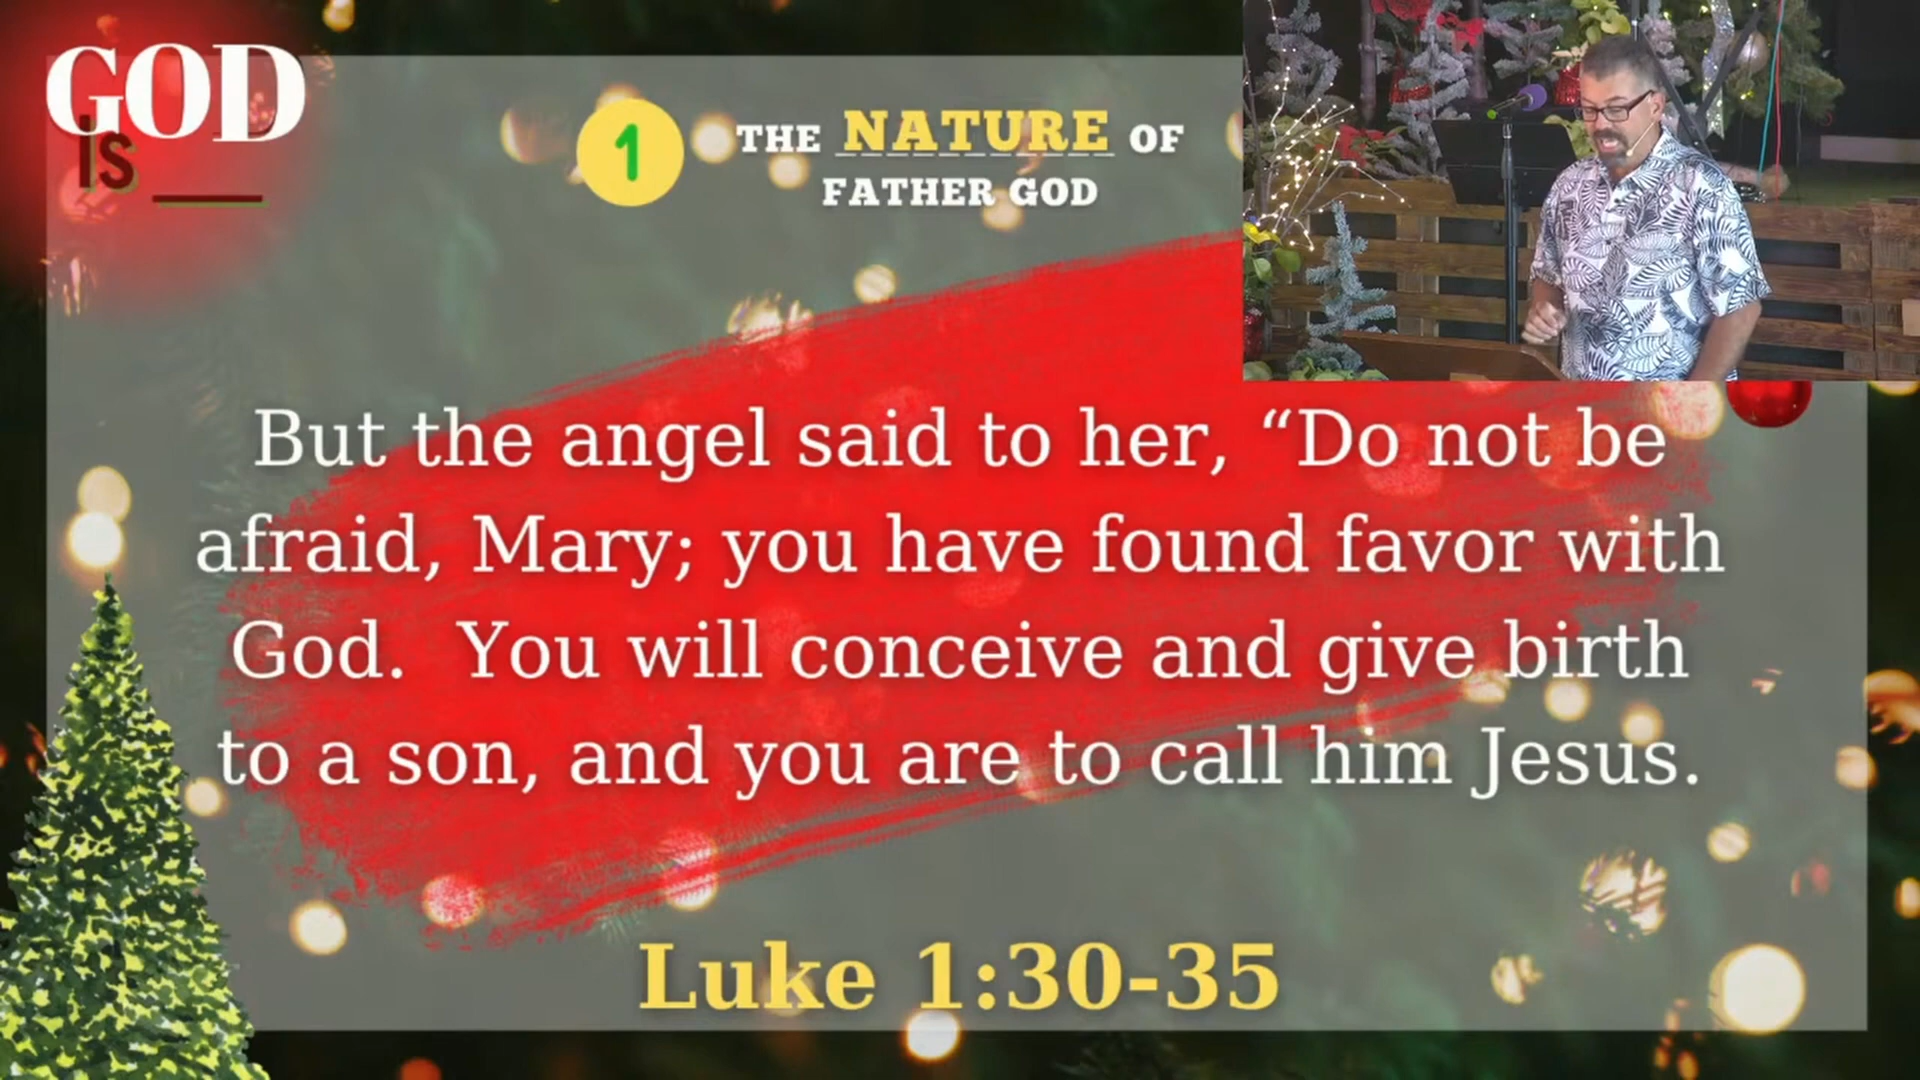 GOD
Is __
1
THE NATURE OF
FATHER GOD
But the angel said to her, “Do not be
afraid, Mary; you have found favor with
God.  You will conceive and give birth
to a son, and you are to call him Jesus.
Luke 1:30-35